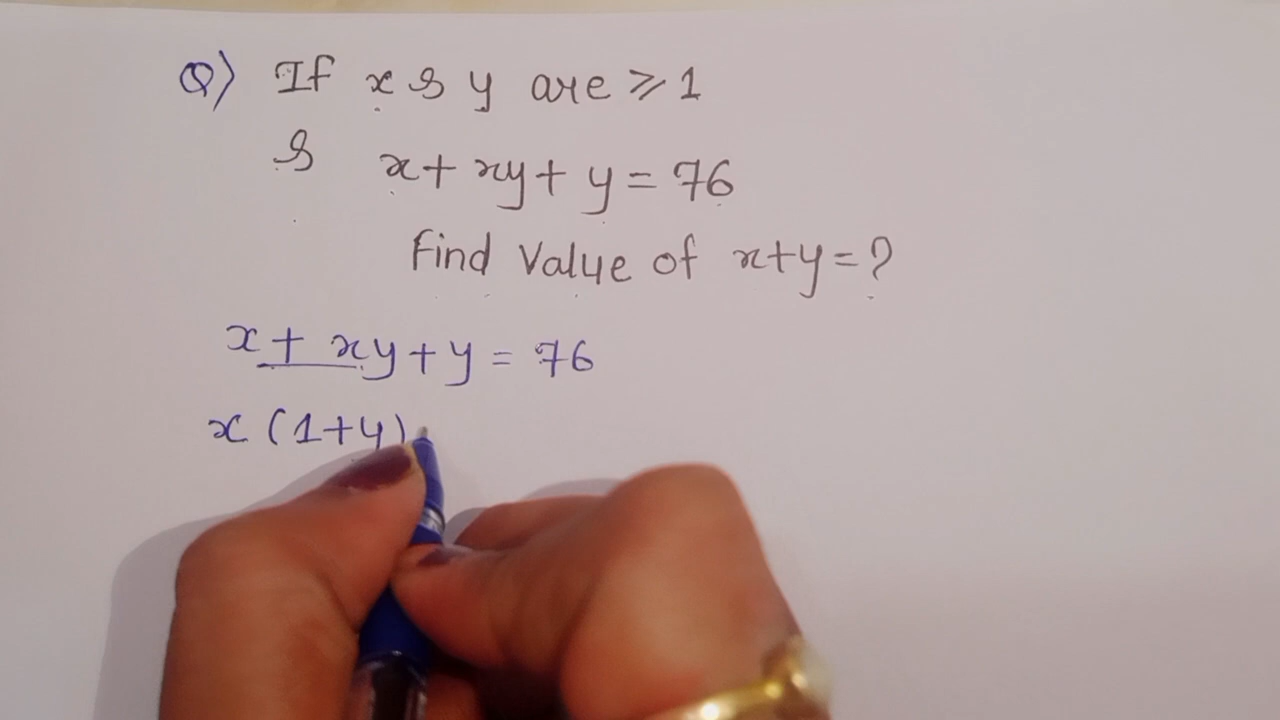 Q) If x & y are ⩾ 1
& x + xy + y = 76
Find Value of x+y = ?
x + xy + y = 76
x (1+y)